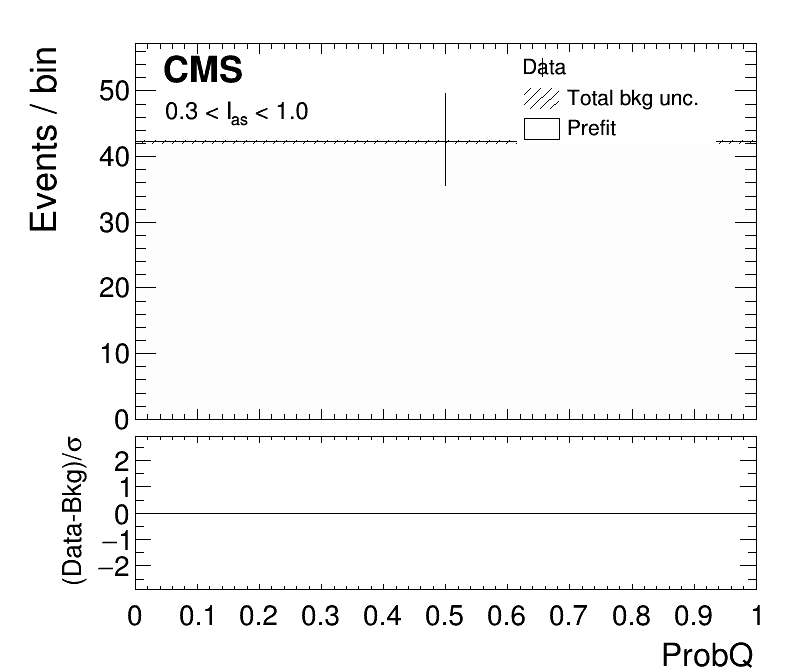 CMS
0.3 < Ias < 1.0
Data
Total bkg unc.
Prefit
Events / bin
50
40
30
20
10
0
(Data-Bkg)/σ
2
1
0
−1
−2
0 0.1 0.2 0.3 0.4 0.5 0.6 0.7 0.8 0.9 1
ProbQ